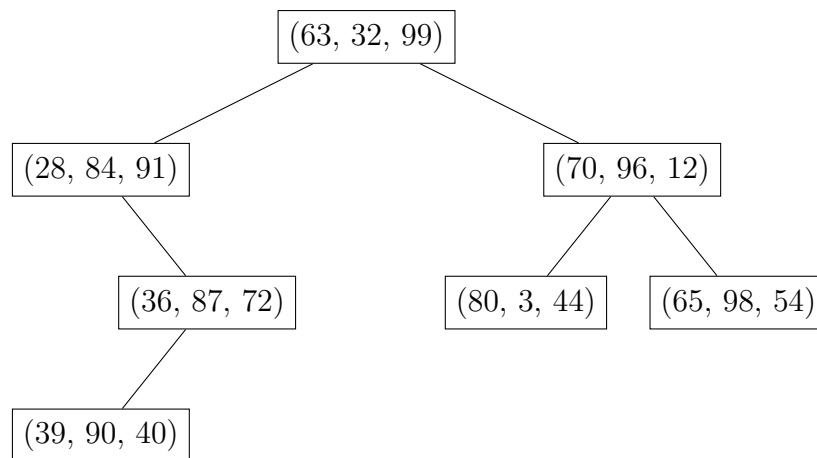 (63, 32, 99)
(28, 84, 91)
(70, 96, 12)
(36, 87, 72)
(80, 3, 44)
(65, 98, 54)
(39, 90, 40)